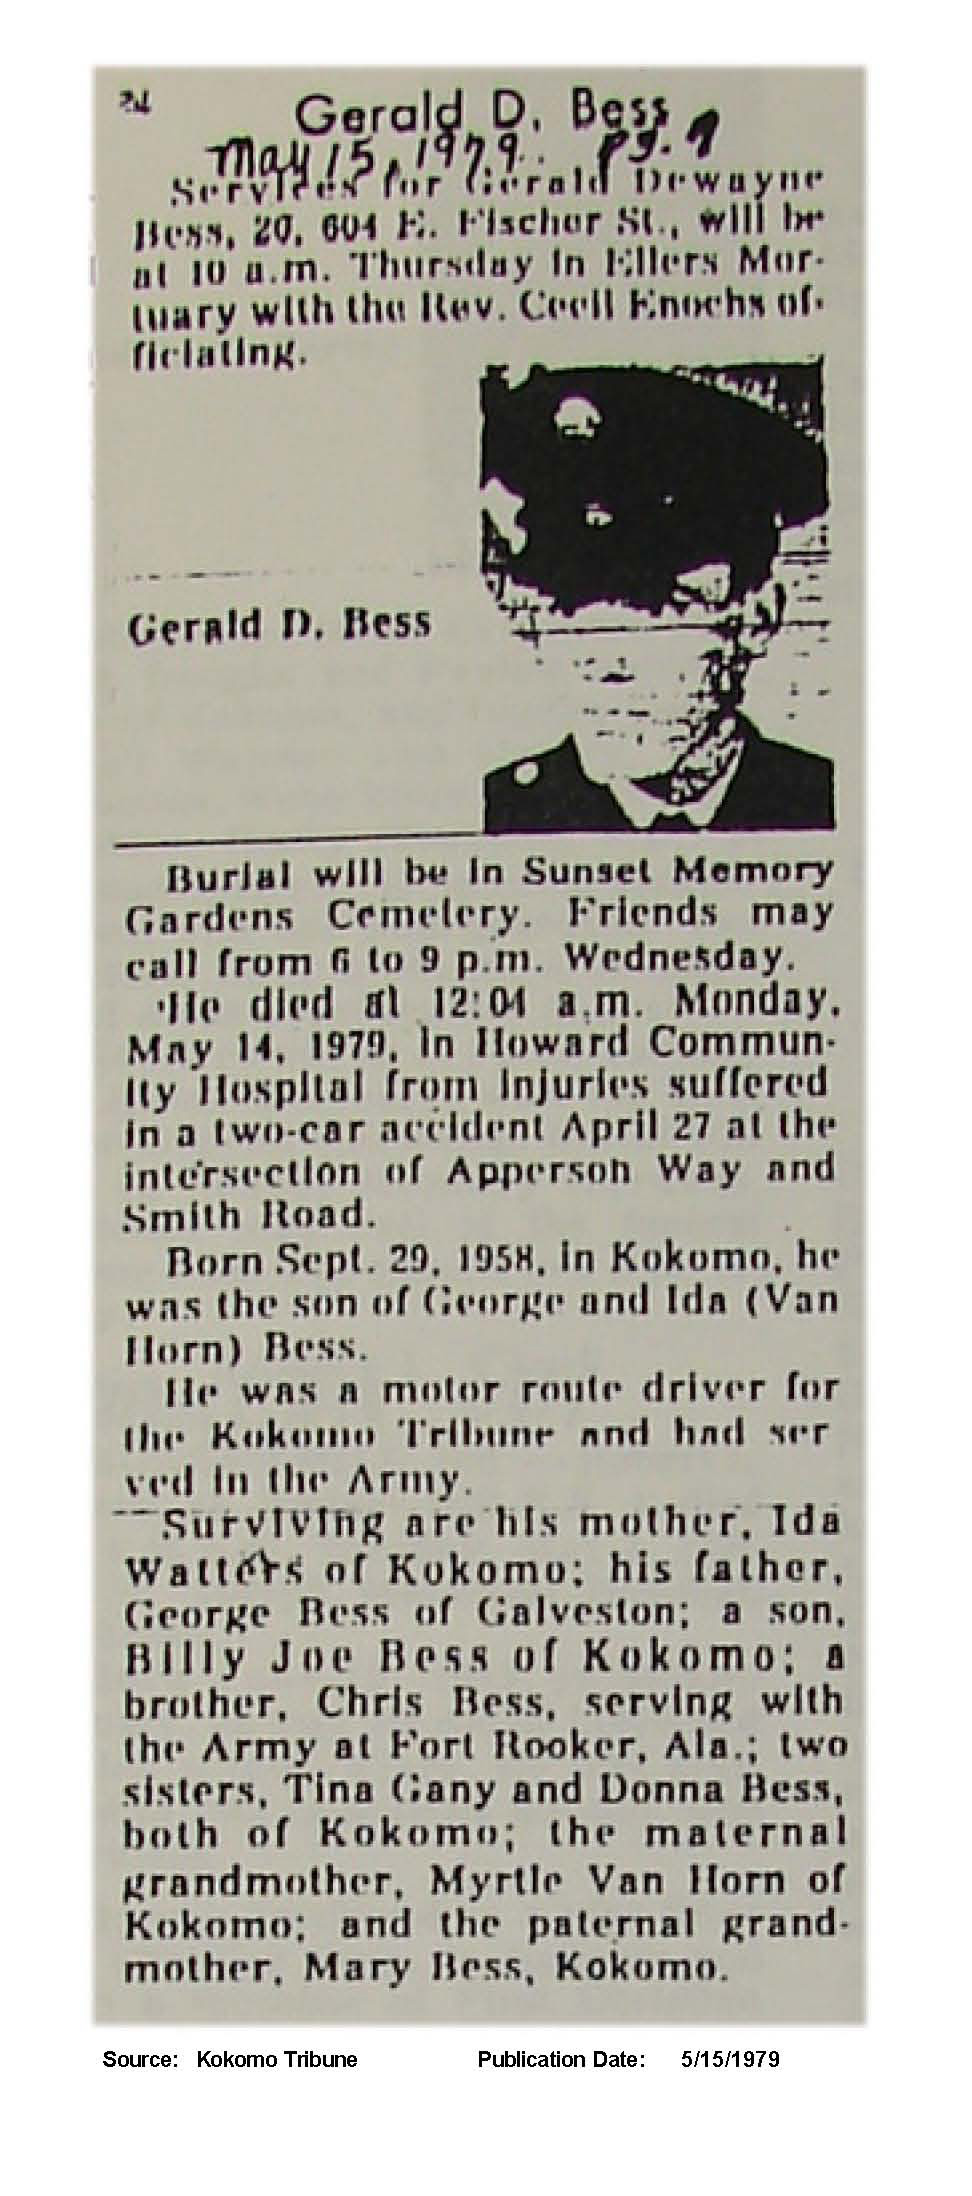 Gerald D. Bess
May 15, 1979. pg. 9
Services for Gerald Dewayne
Bess, 20, 604 E. Fischer St., will be
at 10 a.m. Thursday in Ellers Mor-
tuary with the Rev. Cecil Enochs of-
ficiating.
Gerald D. Bess
Burial will be in Sunset Memory
Gardens Cemetery. Friends may
call from 6 to 9 p.m. Wednesday.
He died at 12:04 a.m. Monday,
May 14, 1979, in Howard Commun-
ity Hospital from injuries suffered
in a two-car accident April 27 at the
intersection of Apperson Way and
Smith Road.
Born Sept. 29, 1958, in Kokomo, he
was the son of George and Ida (Van
Horn) Bess.
He was a motor route driver for
the Kokomo Tribune and had ser
ved in the Army.
Surviving are his mother, Ida
Watters of Kokomo; his father,
George Bess of Galveston; a son,
Billy Joe Bess of Kokomo; a
brother, Chris Bess, serving with
the Army at Fort Rooker, Ala.; two
sisters, Tina Gany and Donna Bess,
both of Kokomo; the maternal
grandmother, Myrtle Van Horn of
Kokomo; and the paternal grand-
mother, Mary Bess, Kokomo.
Source: Kokomo Tribune Publication Date: 5/15/1979